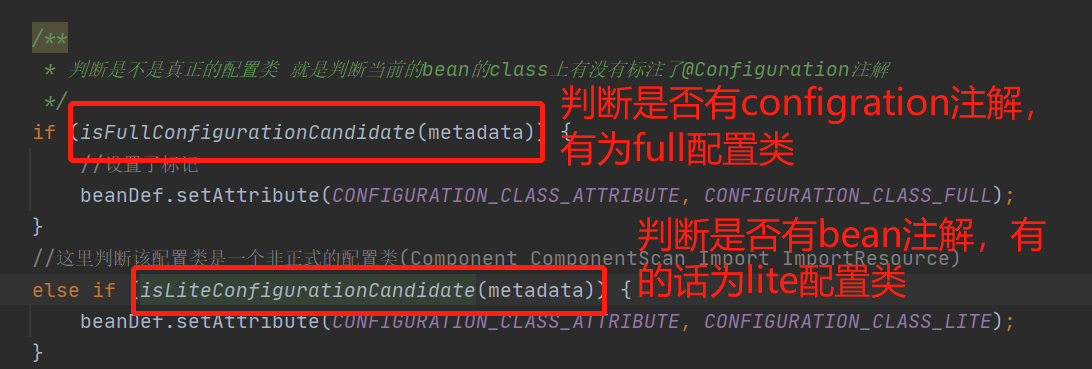 /**
* 判断是不是真正的配置类 就是判断当前的bean的class上有没有标注了@Configuration注解
*/
if (isFullConfigurationCandidate(metadata)) {
//设置了标记
beanDef.setAttribute(CONFIGURATION_CLASS_ATTRIBUTE, CONFIGURATION_CLASS_FULL);
}
//这里判断该配置类是一个非正式的配置类(Component ComponentScan Import ImportResource)
else if (isLiteConfigurationCandidate(metadata)) {
beanDef.setAttribute(CONFIGURATION_CLASS_ATTRIBUTE, CONFIGURATION_CLASS_LITE);
}
判断是否有configration注解,
有为full配置类
判断是否有bean注解,有
的话为lite配置类